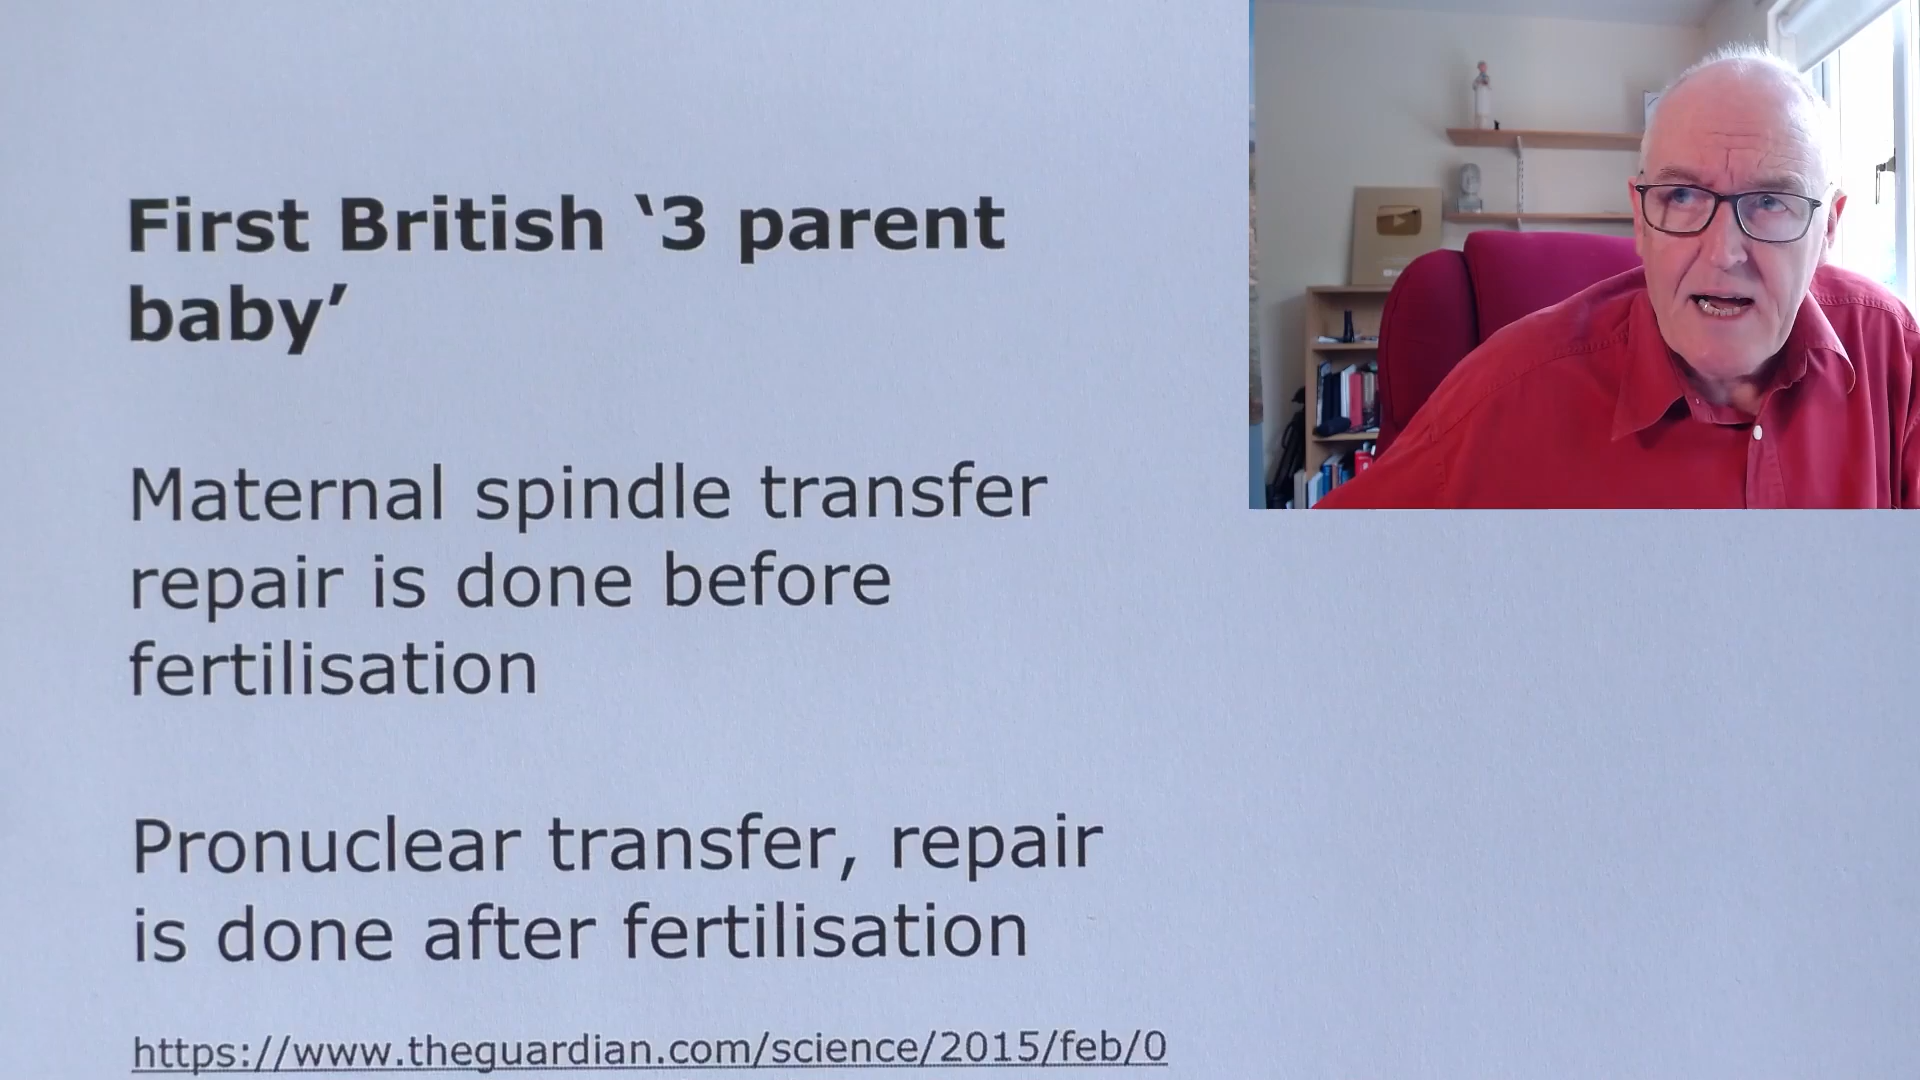 First British ‘3 parent
baby’
Maternal spindle transfer
repair is done before
fertilisation
Pronuclear transfer, repair
is done after fertilisation
https://www.theguardian.com/science/2015/feb/0